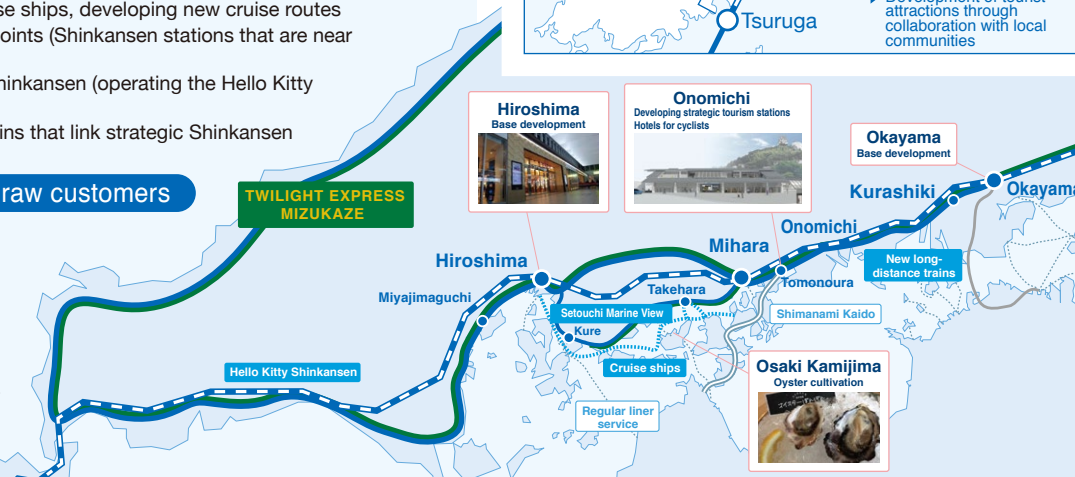 se ships, developing new cruise routes
oints (Shinkansen stations that are near
hinkansen (operating the Hello Kitty
ins that link strategic Shinkansen
raw customers
Tsuruga
Development of tourist
attractions through
collaboration with local
communities
TWILIGHT EXPRESS
MIZUKAZE
Hiroshima
Base development
Onomichi
Developing strategic tourism stations
Hotels for cyclists
Okayama
Base development
Kurashiki
Okayama
Onomichi
Mihara
Hiroshima
New long-
distance trains
Miyajimaguchi
Takehara
Tomonoura
Setouchi Marine View
Shimanami Kaido
Kure
Cruise ships
Hello Kitty Shinkansen
Osaki Kamijima
Oyster cultivation
Regular liner
service